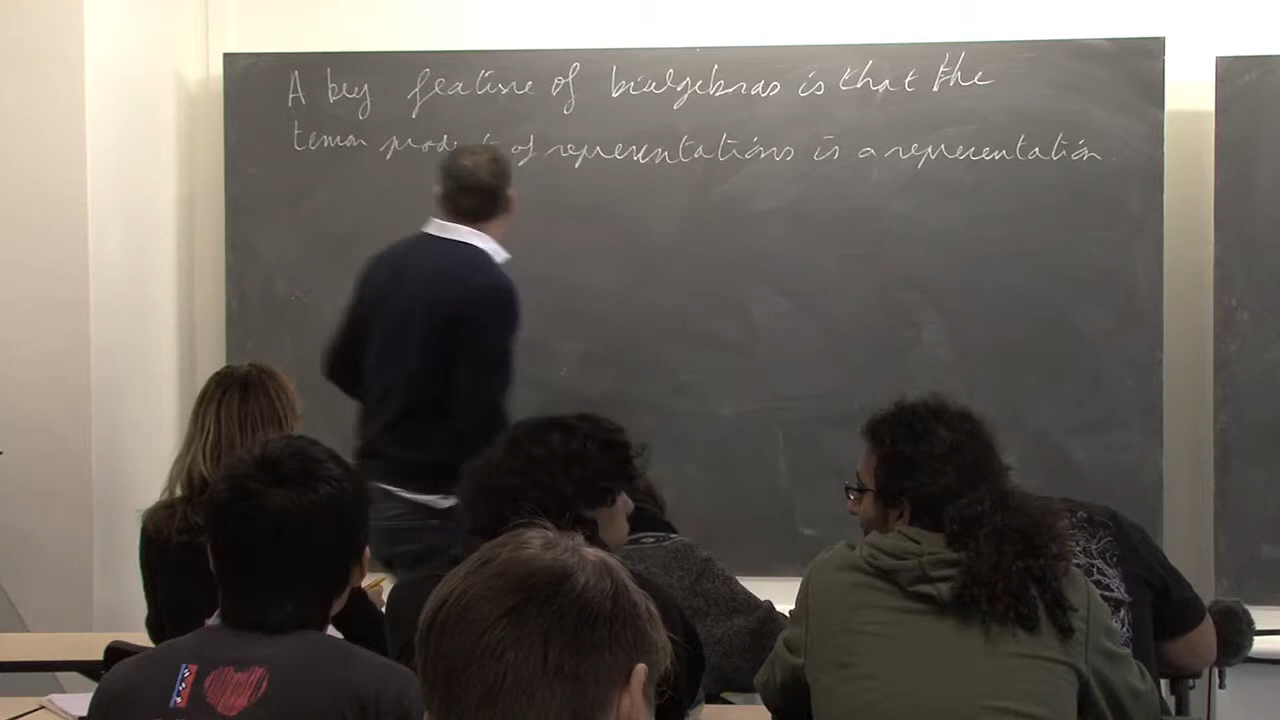 A key feature of bialgebras is that the
tensor product of representations is a representation.
I